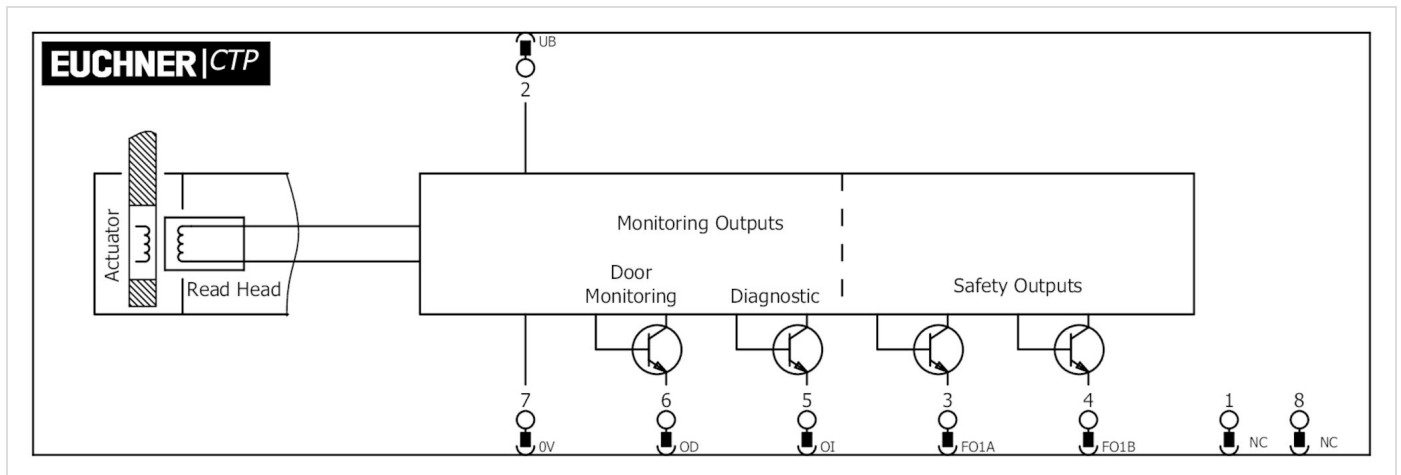 EUCHNER|CTP
UB
2
Actuator
Read Head
Monitoring Outputs
Door
Monitoring
Diagnostic
Safety Outputs
7
6
5
3
4
1
8
0V
OD
OI
FO1A
FO1B
NC
NC